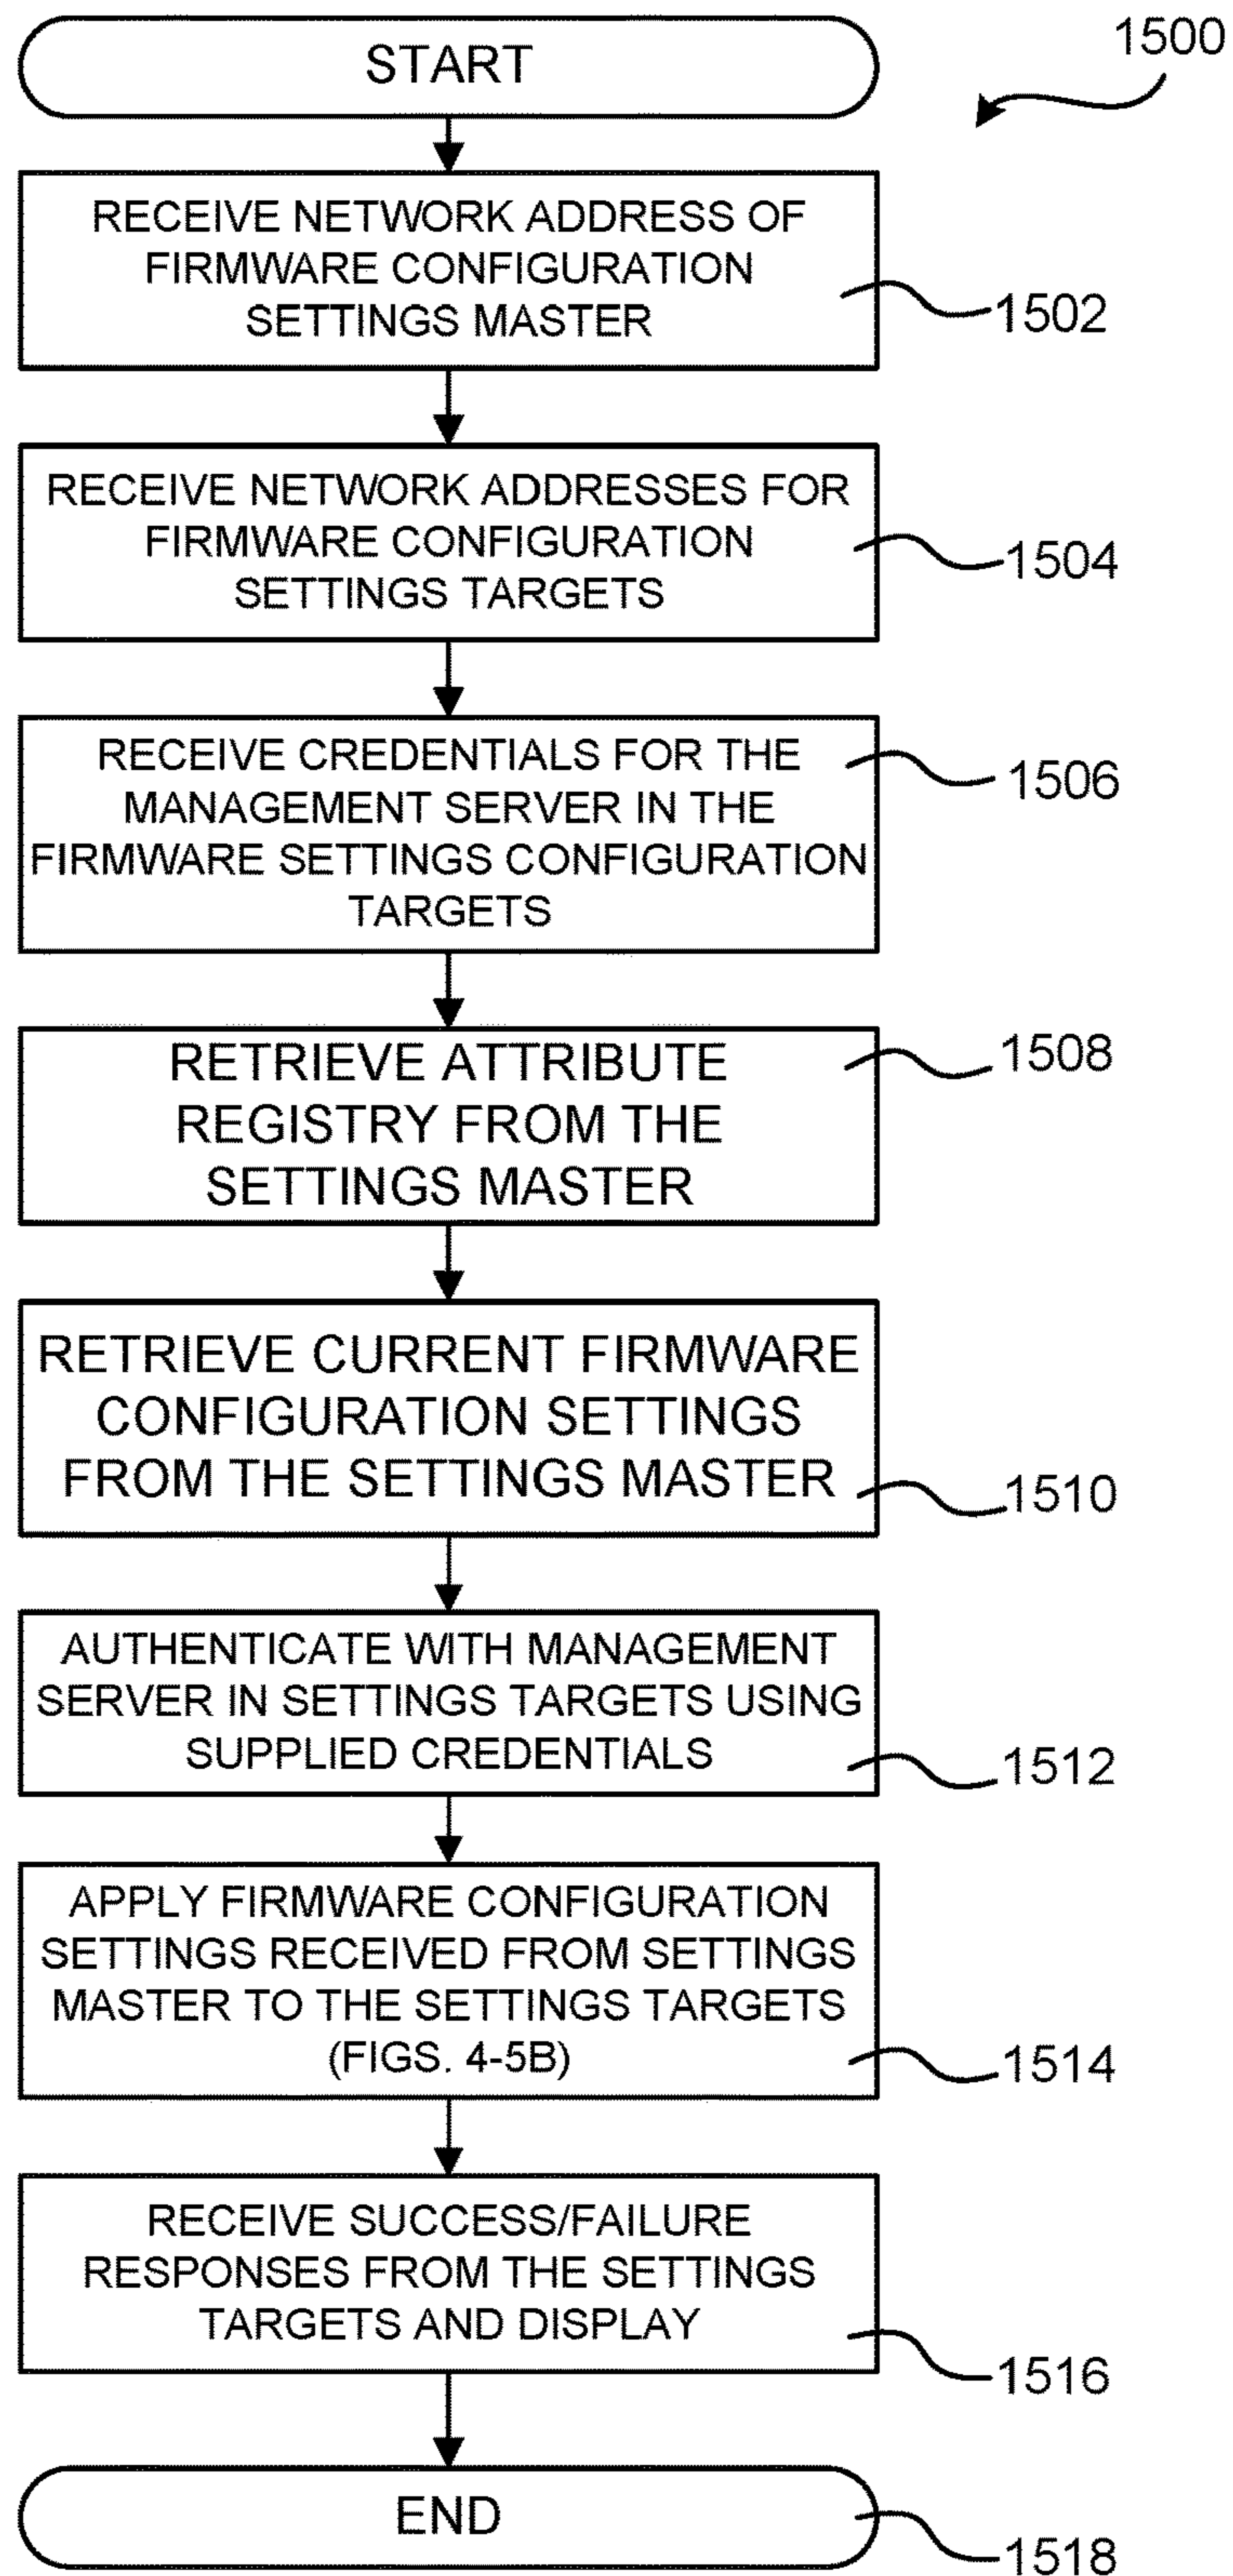 START
1500
RECEIVE NETWORK ADDRESS OF
FIRMWARE CONFIGURATION
SETTINGS MASTER
1502
RECEIVE NETWORK ADDRESSES FOR
FIRMWARE CONFIGURATION
SETTINGS TARGETS
1504
RECEIVE CREDENTIALS FOR THE
MANAGEMENT SERVER IN THE
FIRMWARE SETTINGS CONFIGURATION
TARGETS
1506
RETRIEVE ATTRIBUTE
REGISTRY FROM THE
SETTINGS MASTER
1508
RETRIEVE CURRENT FIRMWARE
CONFIGURATION SETTINGS
FROM THE SETTINGS MASTER
1510
AUTHENTICATE WITH MANAGEMENT
SERVER IN SETTINGS TARGETS USING
SUPPLIED CREDENTIALS
1512
APPLY FIRMWARE CONFIGURATION
SETTINGS RECEIVED FROM SETTINGS
MASTER TO THE SETTINGS TARGETS
(FIGS. 4-5B)
1514
RECEIVE SUCCESS/FAILURE
RESPONSES FROM THE SETTINGS
TARGETS AND DISPLAY
1516
END
1518